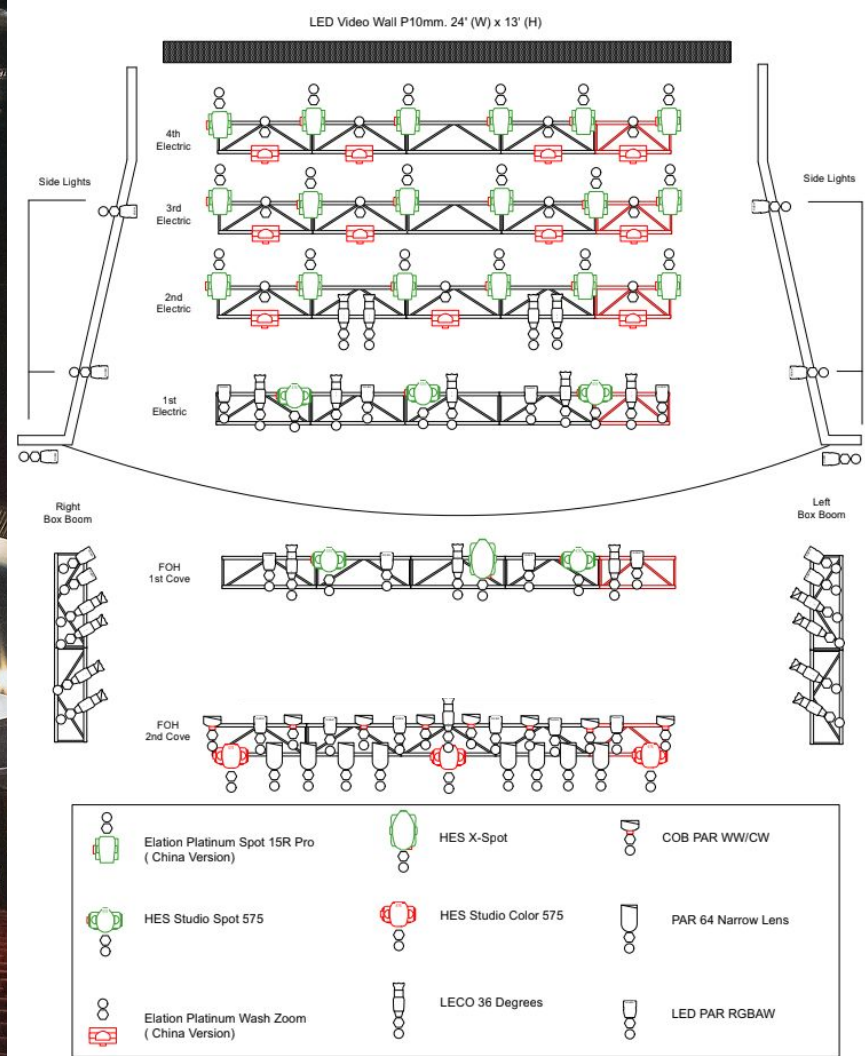 LED Video Wall P10mm. 24' (W) x 13' (H)
4th
Electric
Side Lights
Side Lights
3rd
Electric
2nd
Electric
1st
Electric
Right
Box Boom
Left
Box Boom
FOH
1st Cove
FOH
2nd Cove
Elation Platinum Spot 15R Pro
( China Version)
HES X-Spot
COB PAR WW/CW
HES Studio Spot 575
HES Studio Color 575
PAR 64 Narrow Lens
Elation Platinum Wash Zoom
( China Version)
LECO 36 Degrees
LED PAR RGBAW